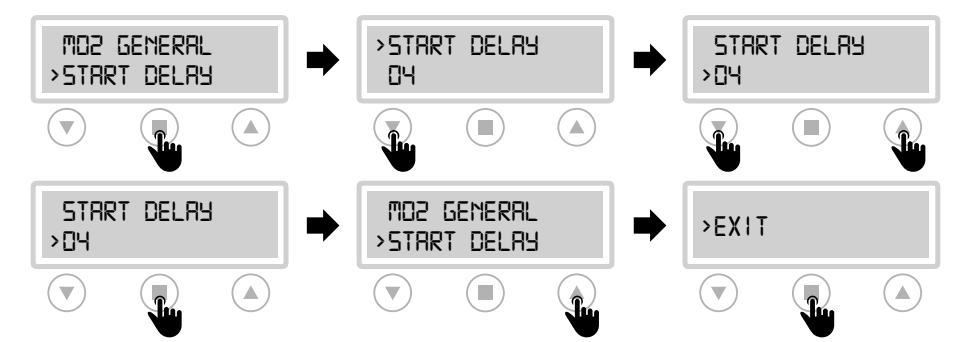 M02 GENERAL
>START DELAY
>START DELAY
04
START DELAY
>04
START DELAY
>04
M02 GENERAL
>START DELAY
>EXIT